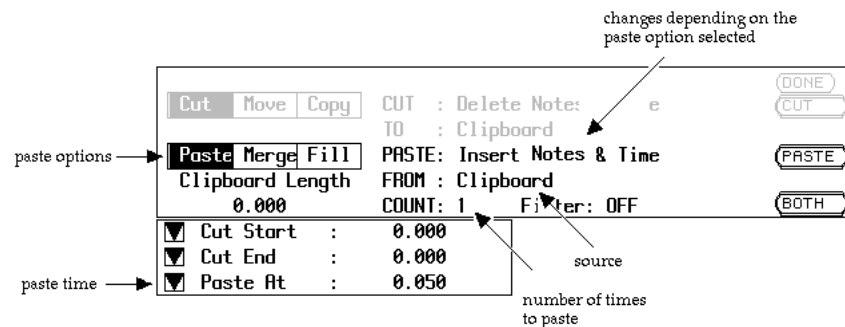 changes depending on the
paste option selected
(DONE)
Cut Move Copy CUT : Delete Notes e (CUT
TO : Clipboard
paste options Paste Merge Fill PASTE: Insert Notes & Time (PASTE)
Clipboard Length FROM : Clipboard
0.000 COUNT: 1 Filter: OFF (BOTH)
Cut Start : 0.000
Cut End : 0.000
source
paste time Paste At : 0.050
number of times
to paste